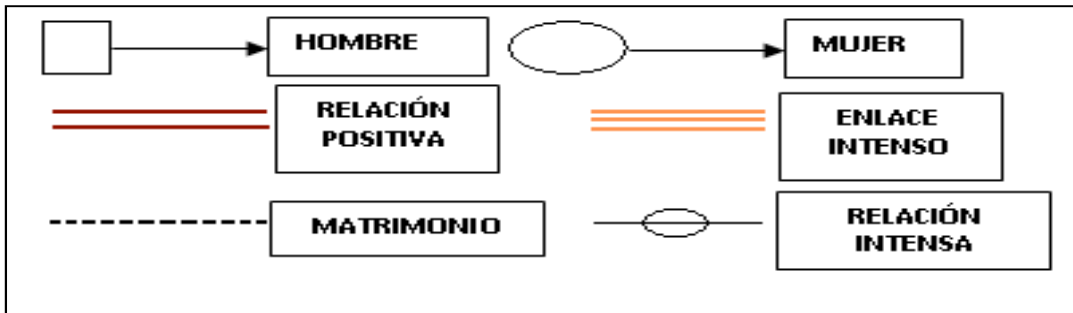 HOMBRE
MUJER
RELACIÓN
POSITIVA
ENLACE
INTENSO
MATRIMONIO
RELACIÓN
INTENSA